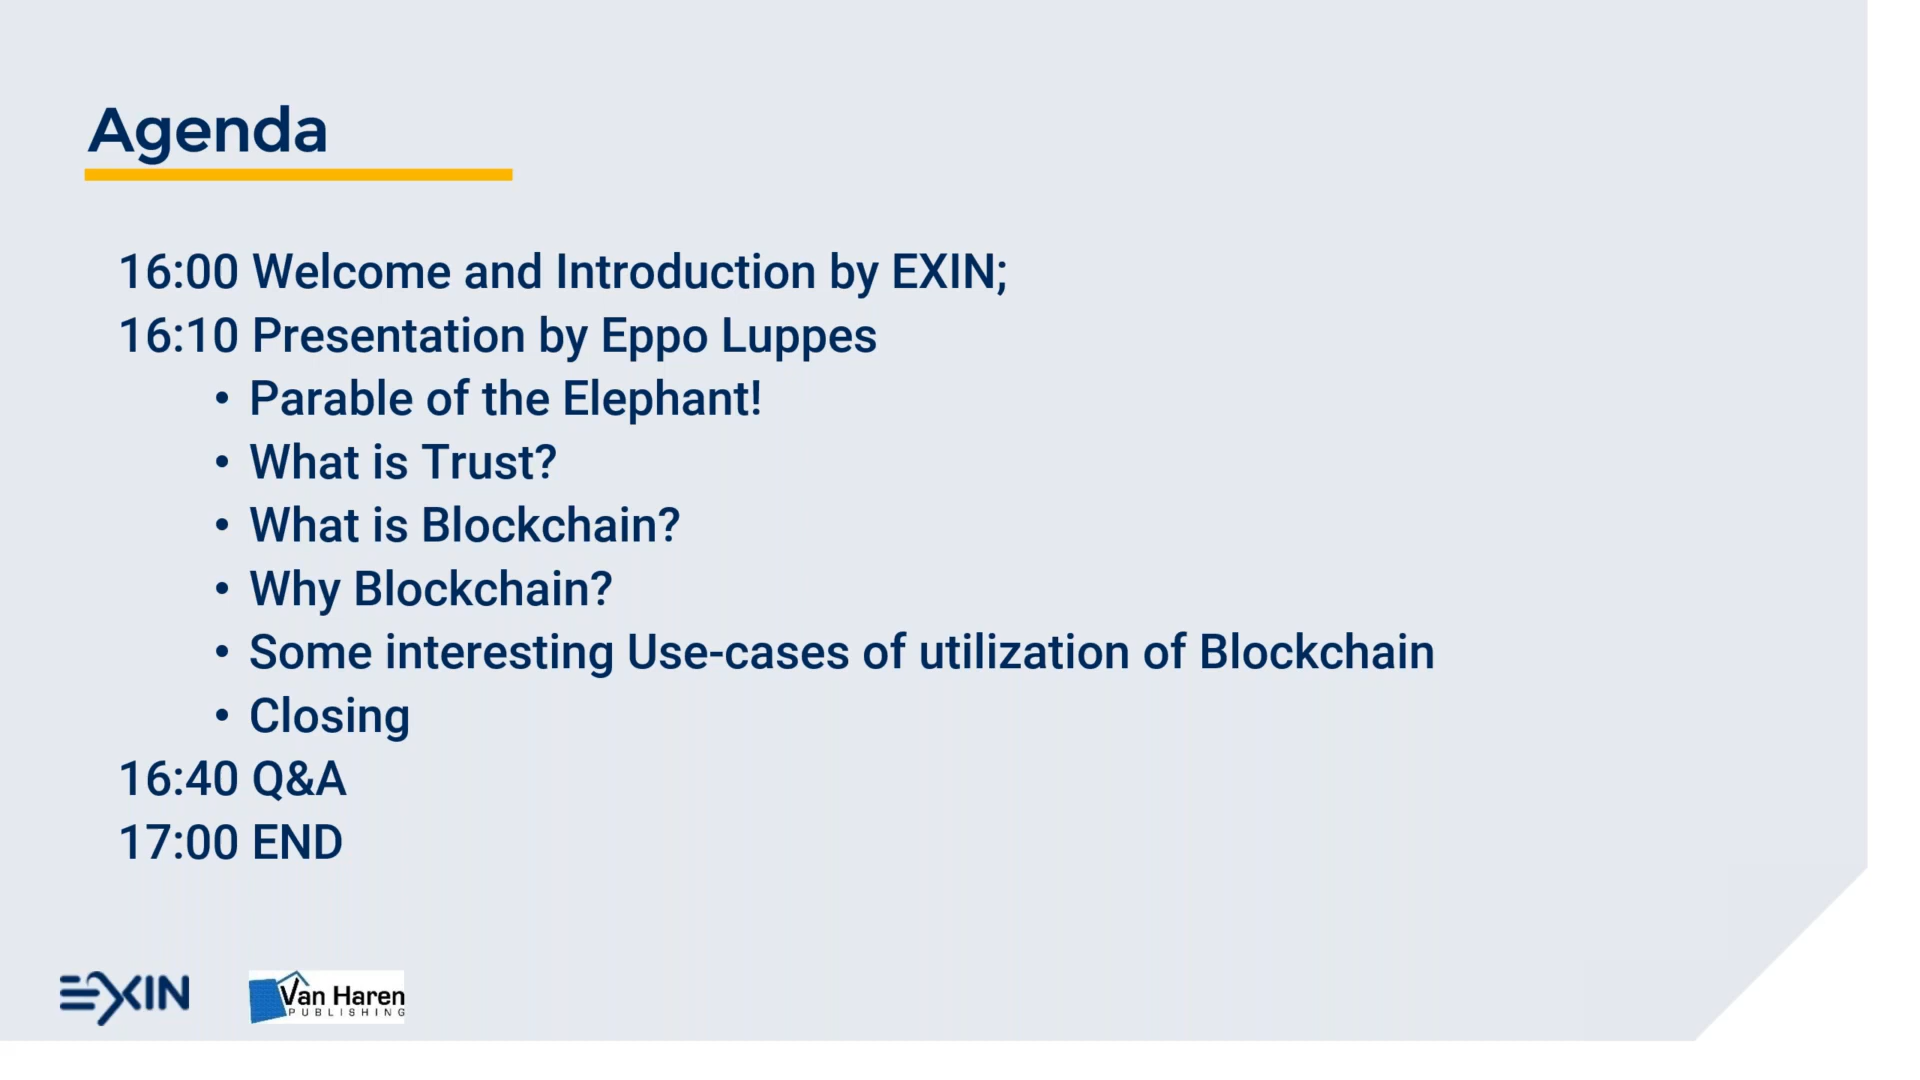 Agenda
16:00 Welcome and Introduction by EXIN;
16:10 Presentation by Eppo Luppes
• Parable of the Elephant!
• What is Trust?
• What is Blockchain?
• Why Blockchain?
• Some interesting Use-cases of utilization of Blockchain
• Closing
16:40 Q&A
17:00 END
EXIN
Van Haren
PUBLISHING